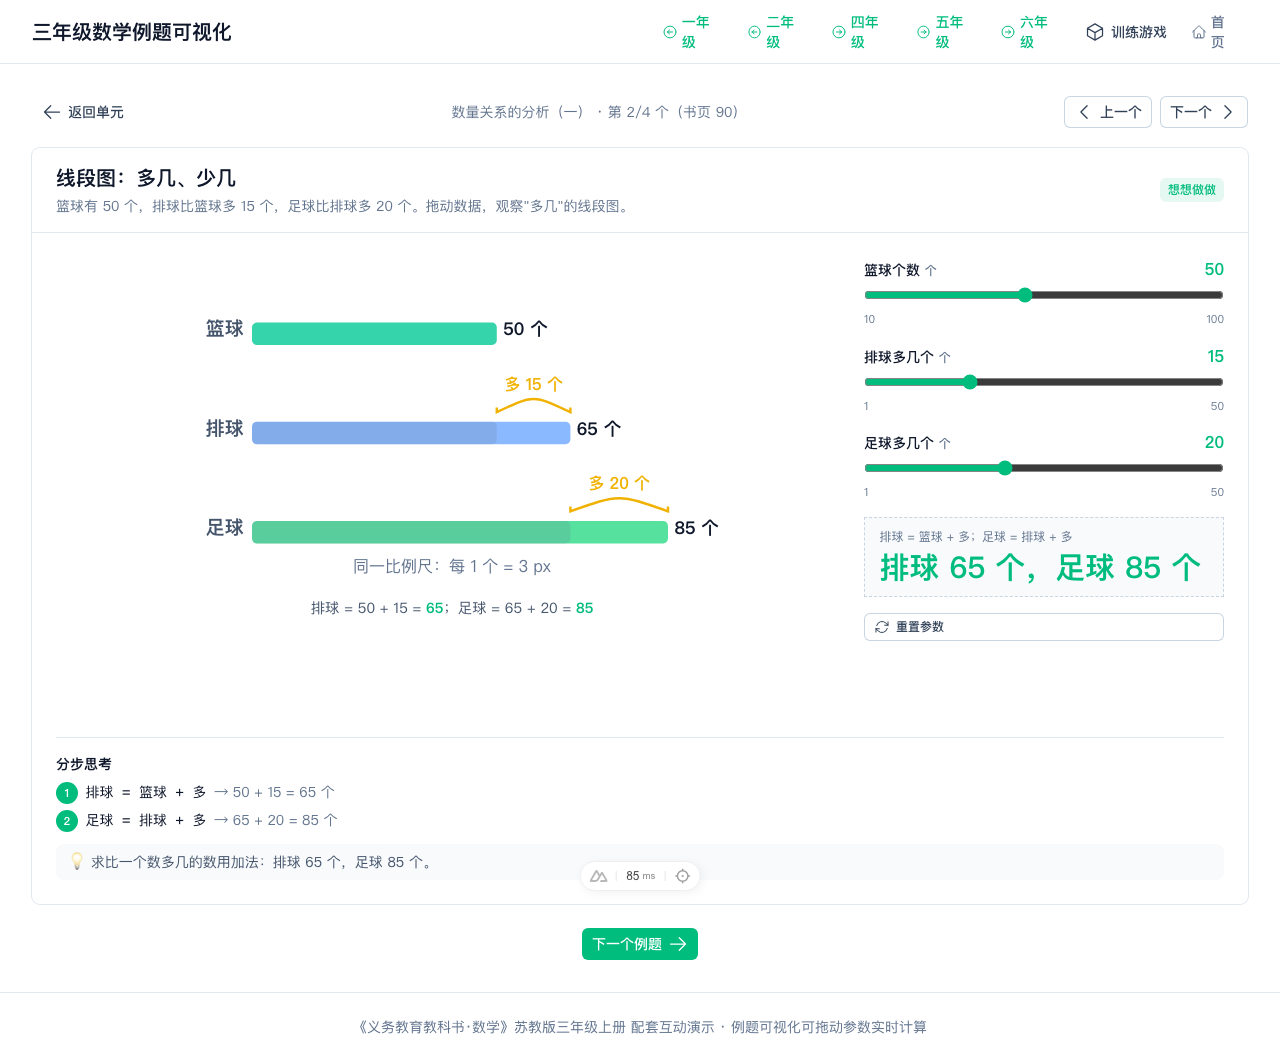 三年级数学例题可视化
一年级
二年级
四年级
五年级
六年级
训练游戏
首页
返回单元
数量关系的分析（一） · 第 2/4 个（书页 90）
上一个
下一个
线段图：多几、少几
篮球有 50 个，排球比篮球多 15 个，足球比排球多 20 个。拖动数据，观察"多几"的线段图。
想想做做
篮球 50 个
多 15 个
排球 65 个
多 20 个
足球 85 个
同一比例尺：每 1 个 = 3 px
排球 = 50 + 15 = 65；足球 = 65 + 20 = 85
篮球个数 个 50
10 100
排球多几个 个 15
1 50
足球多几个 个 20
1 50
排球 = 篮球 + 多；足球 = 排球 + 多
排球 65 个，足球 85 个
重置参数
分步思考
1 排球 = 篮球 + 多 → 50 + 15 = 65 个
2 足球 = 排球 + 多 → 65 + 20 = 85 个
💡 求比一个数多几的数用加法：排球 65 个，足球 85 个。
85 ms
下一个例题
《义务教育教科书·数学》苏教版三年级上册 配套互动演示 · 例题可视化可拖动参数实时计算